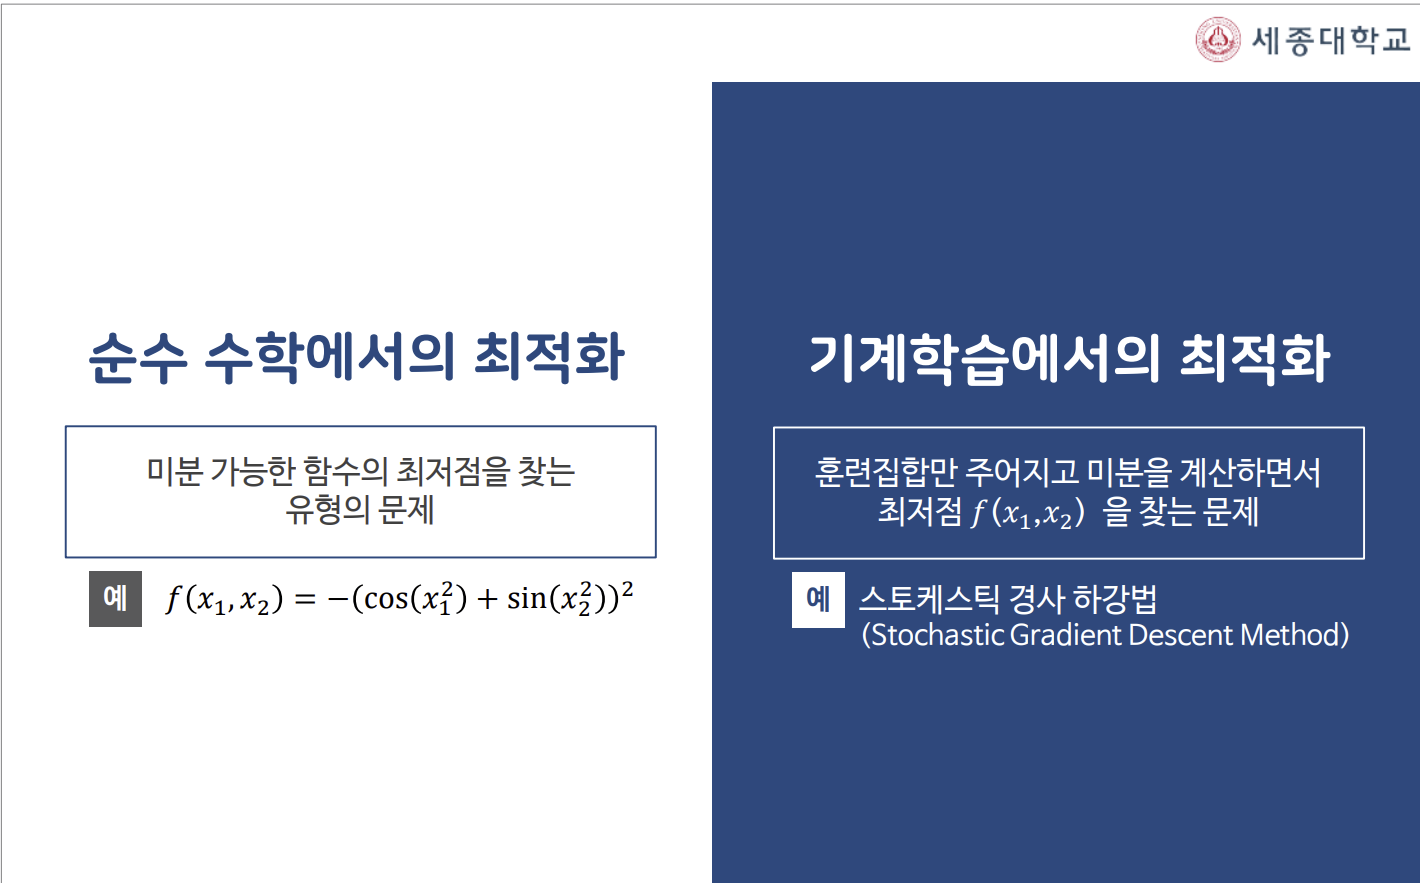 세종대학교
순수 수학에서의 최적화
미분 가능한 함수의 최저점을 찾는
유형의 문제
예 f(x₁, x₂) = −(cos(x₁²) + sin(x₂²))²
기계학습에서의 최적화
훈련집합만 주어지고 미분을 계산하면서
최저점 f(x₁,x₂) 을 찾는 문제
예 스토케스틱 경사 하강법
(Stochastic Gradient Descent Method)